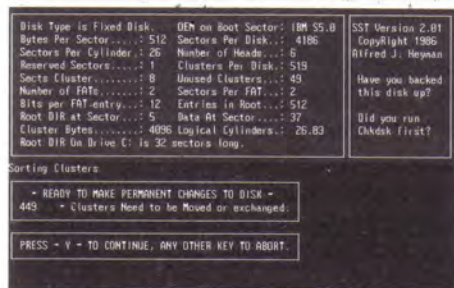 Disk Type is Fixed Disk. OEM on Boot Sector: IBM S5.0
Bytes Per Sector.....: 512 Sectors Per Disk..: 4186
Sectors Per Cylinder.: 26 Number of Heads...: 6
Reserved Sectors.....: 1 Clusters Per Disk.: 519
Sects Cluster........: 8 Unused Clusters...: 49
Number of FATs.......: 2 Sectors Per FAT...: 2
Bits per FAT-entry...: 12 Entries in Root...: 512
Root DIR at Sector...: 5 Data At Sector....: 37
Cluster Bytes........: 4096 Logical Cylinders.: 26.83
Root DIR On Drive C: is 32 sectors long.
SST Version 2.01
CopyRight 1986
Alfred J. Heyman
Have you backed
this disk up?
Did you run
Chkdsk first?
Sorting Clusters
- READY TO MAKE PERMANENT CHANGES TO DISK -
449 - Clusters Need to be Moved or exchanged.
PRESS - Y - TO CONTINUE, ANY OTHER KEY TO ABORT.